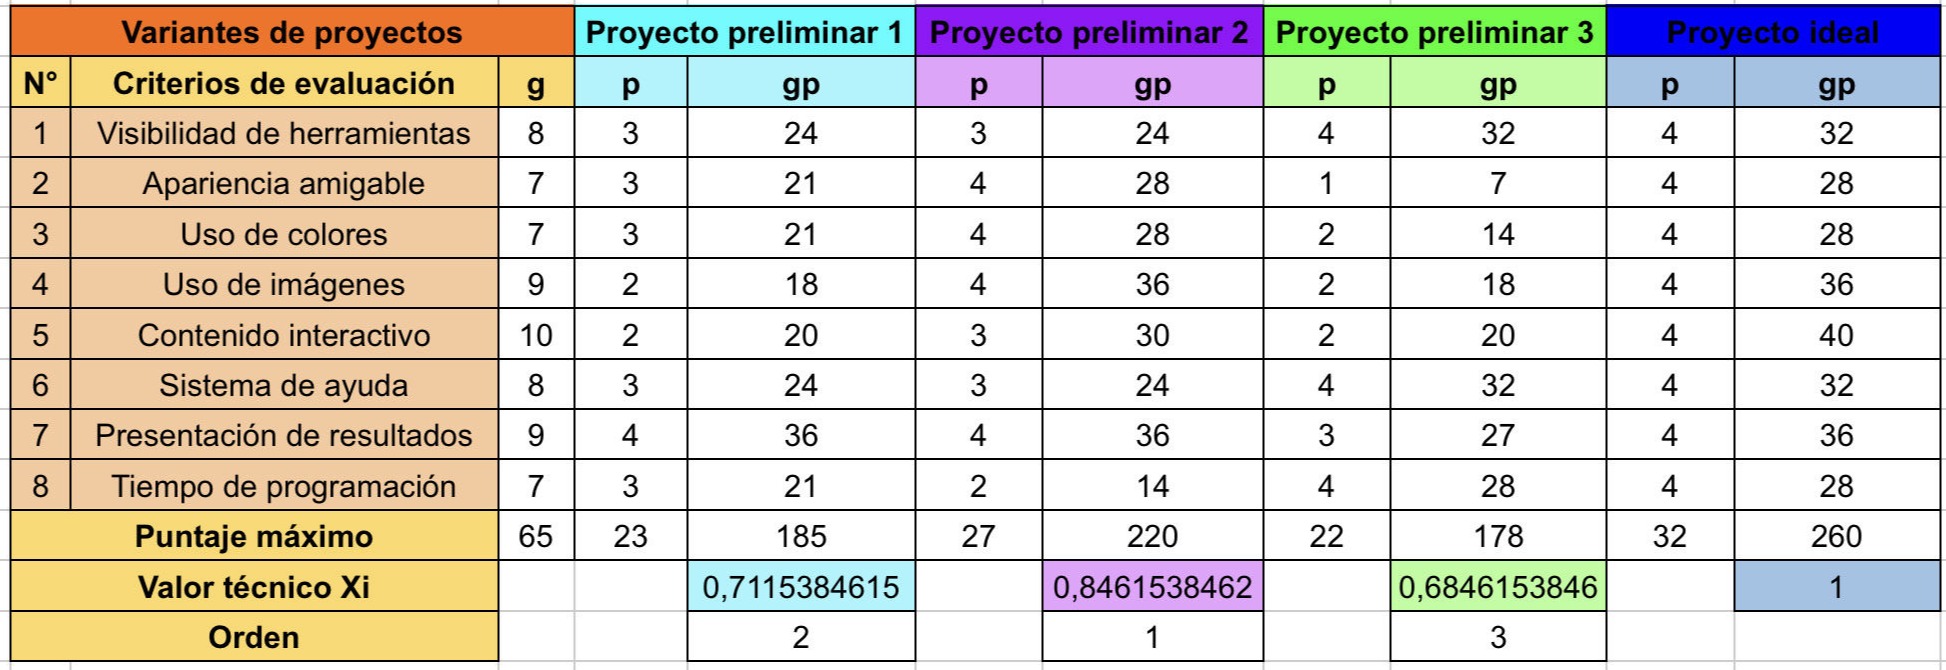 Variantes de proyectos Proyecto preliminar 1 Proyecto preliminar 2 Proyecto preliminar 3 Proyecto ideal
N° Criterios de evaluación g p gp p gp p gp p gp
1 Visibilidad de herramientas 8 3 24 3 24 4 32 4 32
2 Apariencia amigable 7 3 21 4 28 1 7 4 28
3 Uso de colores 7 3 21 4 28 2 14 4 28
4 Uso de imágenes 9 2 18 4 36 2 18 4 36
5 Contenido interactivo 10 2 20 3 30 2 20 4 40
6 Sistema de ayuda 8 3 24 3 24 4 32 4 32
7 Presentación de resultados 9 4 36 4 36 3 27 4 36
8 Tiempo de programación 7 3 21 2 14 4 28 4 28
Puntaje máximo 65 23 185 27 220 22 178 32 260
Valor técnico Xi 0,7115384615 0,8461538462 0,6846153846 1
Orden 2 1 3